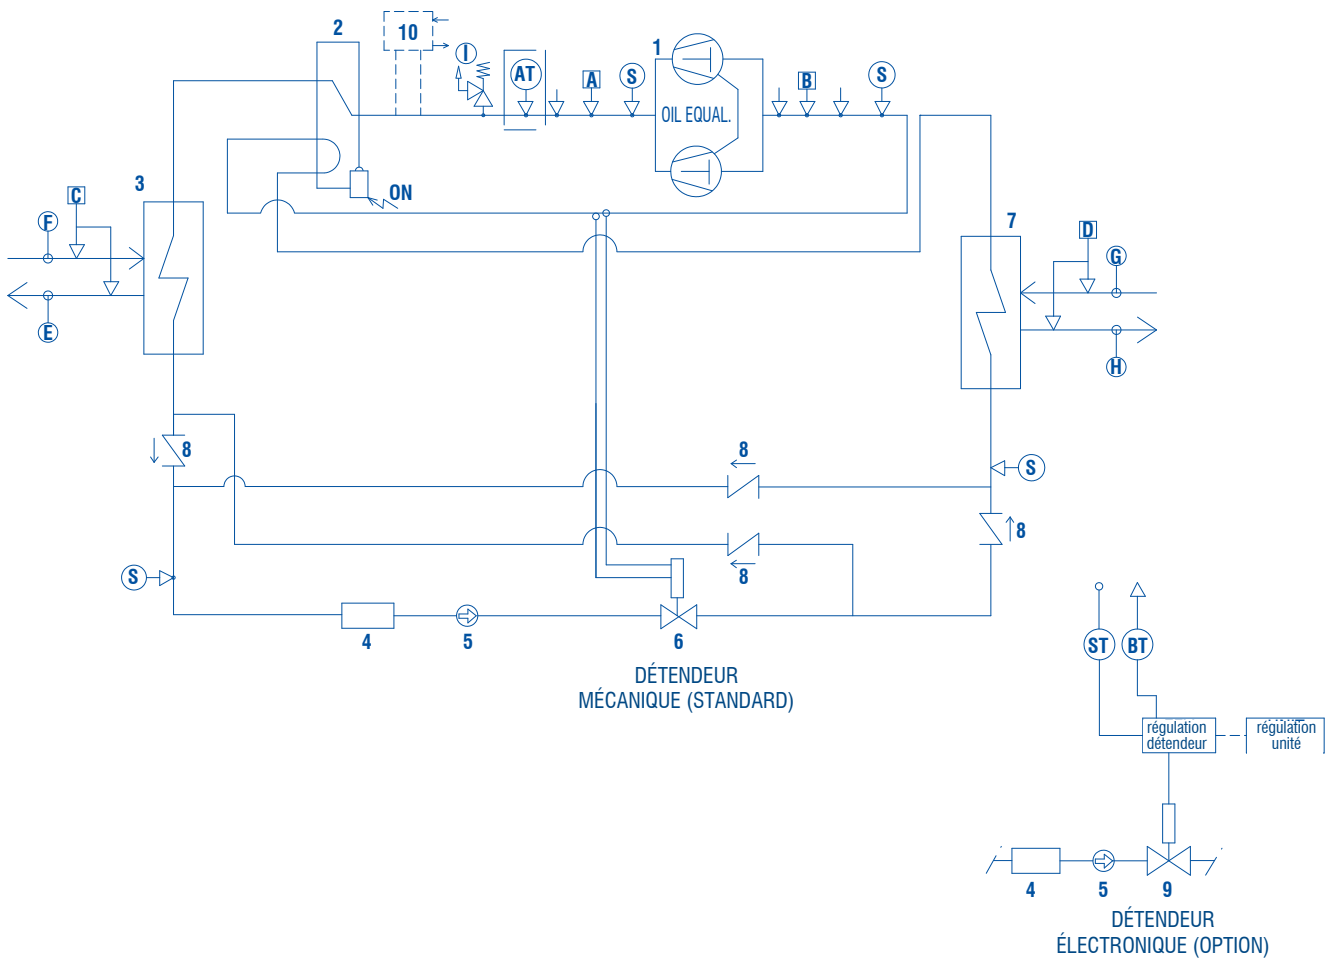 2
10
I
AT
A
S
1
B
S
OIL EQUAL.
ON
3
C
F
E
7
D
G
H
8
8
S
8
8
S
8
4
5
6
DÉTENDEUR
MÉCANIQUE (STANDARD)
ST
BT
régulation
détendeur
régulation
unité
4
5
9
DÉTENDEUR
ÉLECTRONIQUE (OPTION)